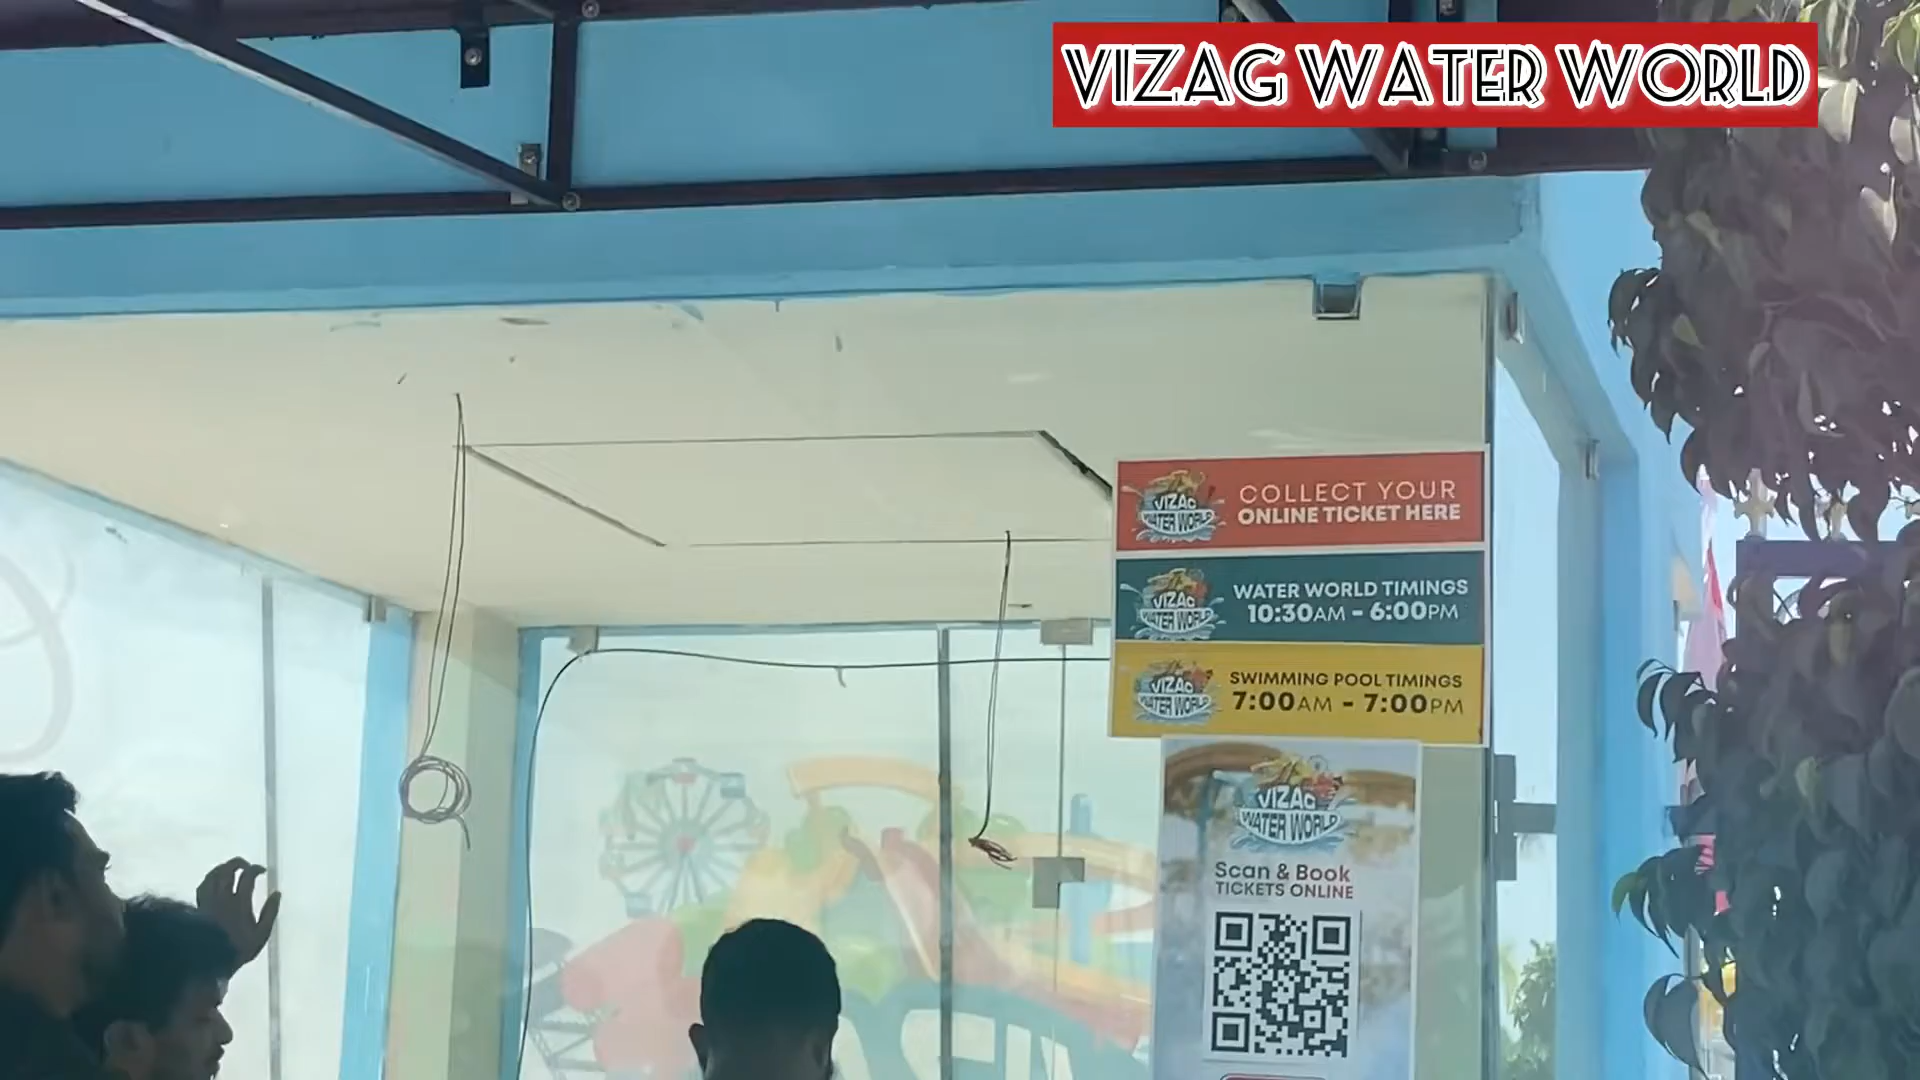 VIZAG WATER WORLD
VIZAG
WATER WORLD
COLLECT YOUR
ONLINE TICKET HERE
VIZAG
WATER WORLD
WATER WORLD TIMINGS
10:30AM - 6:00PM
VIZAG
WATER WORLD
SWIMMING POOL TIMINGS
7:00AM - 7:00PM
VIZAG
WATER WORLD
Scan & Book
TICKETS ONLINE